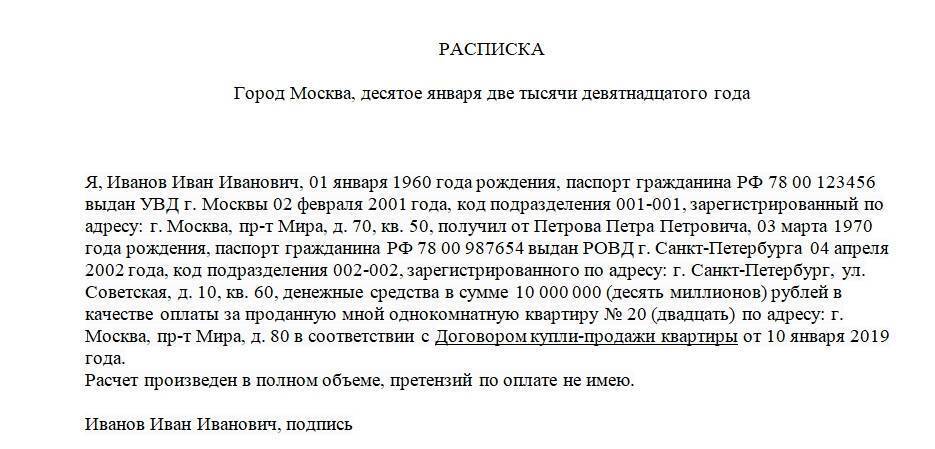 РАСПИСКА
Город Москва, десятое января две тысячи девятнадцатого года
Я, Иванов Иван Иванович, 01 января 1960 года рождения, паспорт гражданина РФ 78 00 123456
выдан УВД г. Москвы 02 февраля 2001 года, код подразделения 001-001, зарегистрированный по
адресу: г. Москва, пр-т Мира, д. 70, кв. 50, получил от Петрова Петра Петровича, 03 марта 1970
года рождения, паспорт гражданина РФ 78 00 987654 выдан РОВД г. Санкт-Петербурга 04 апреля
2002 года, код подразделения 002-002, зарегистрированного по адресу: г. Санкт-Петербург, ул.
Советская, д. 10, кв. 60, денежные средства в сумме 10 000 000 (десять миллионов) рублей в
качестве оплаты за проданную мной однокомнатную квартиру № 20 (двадцать) по адресу: г.
Москва, пр-т Мира, д. 80 в соответствии с Договором купли-продажи квартиры от 10 января 2019
года.
Расчет произведен в полном объеме, претензий по оплате не имею.
Иванов Иван Иванович, подпись